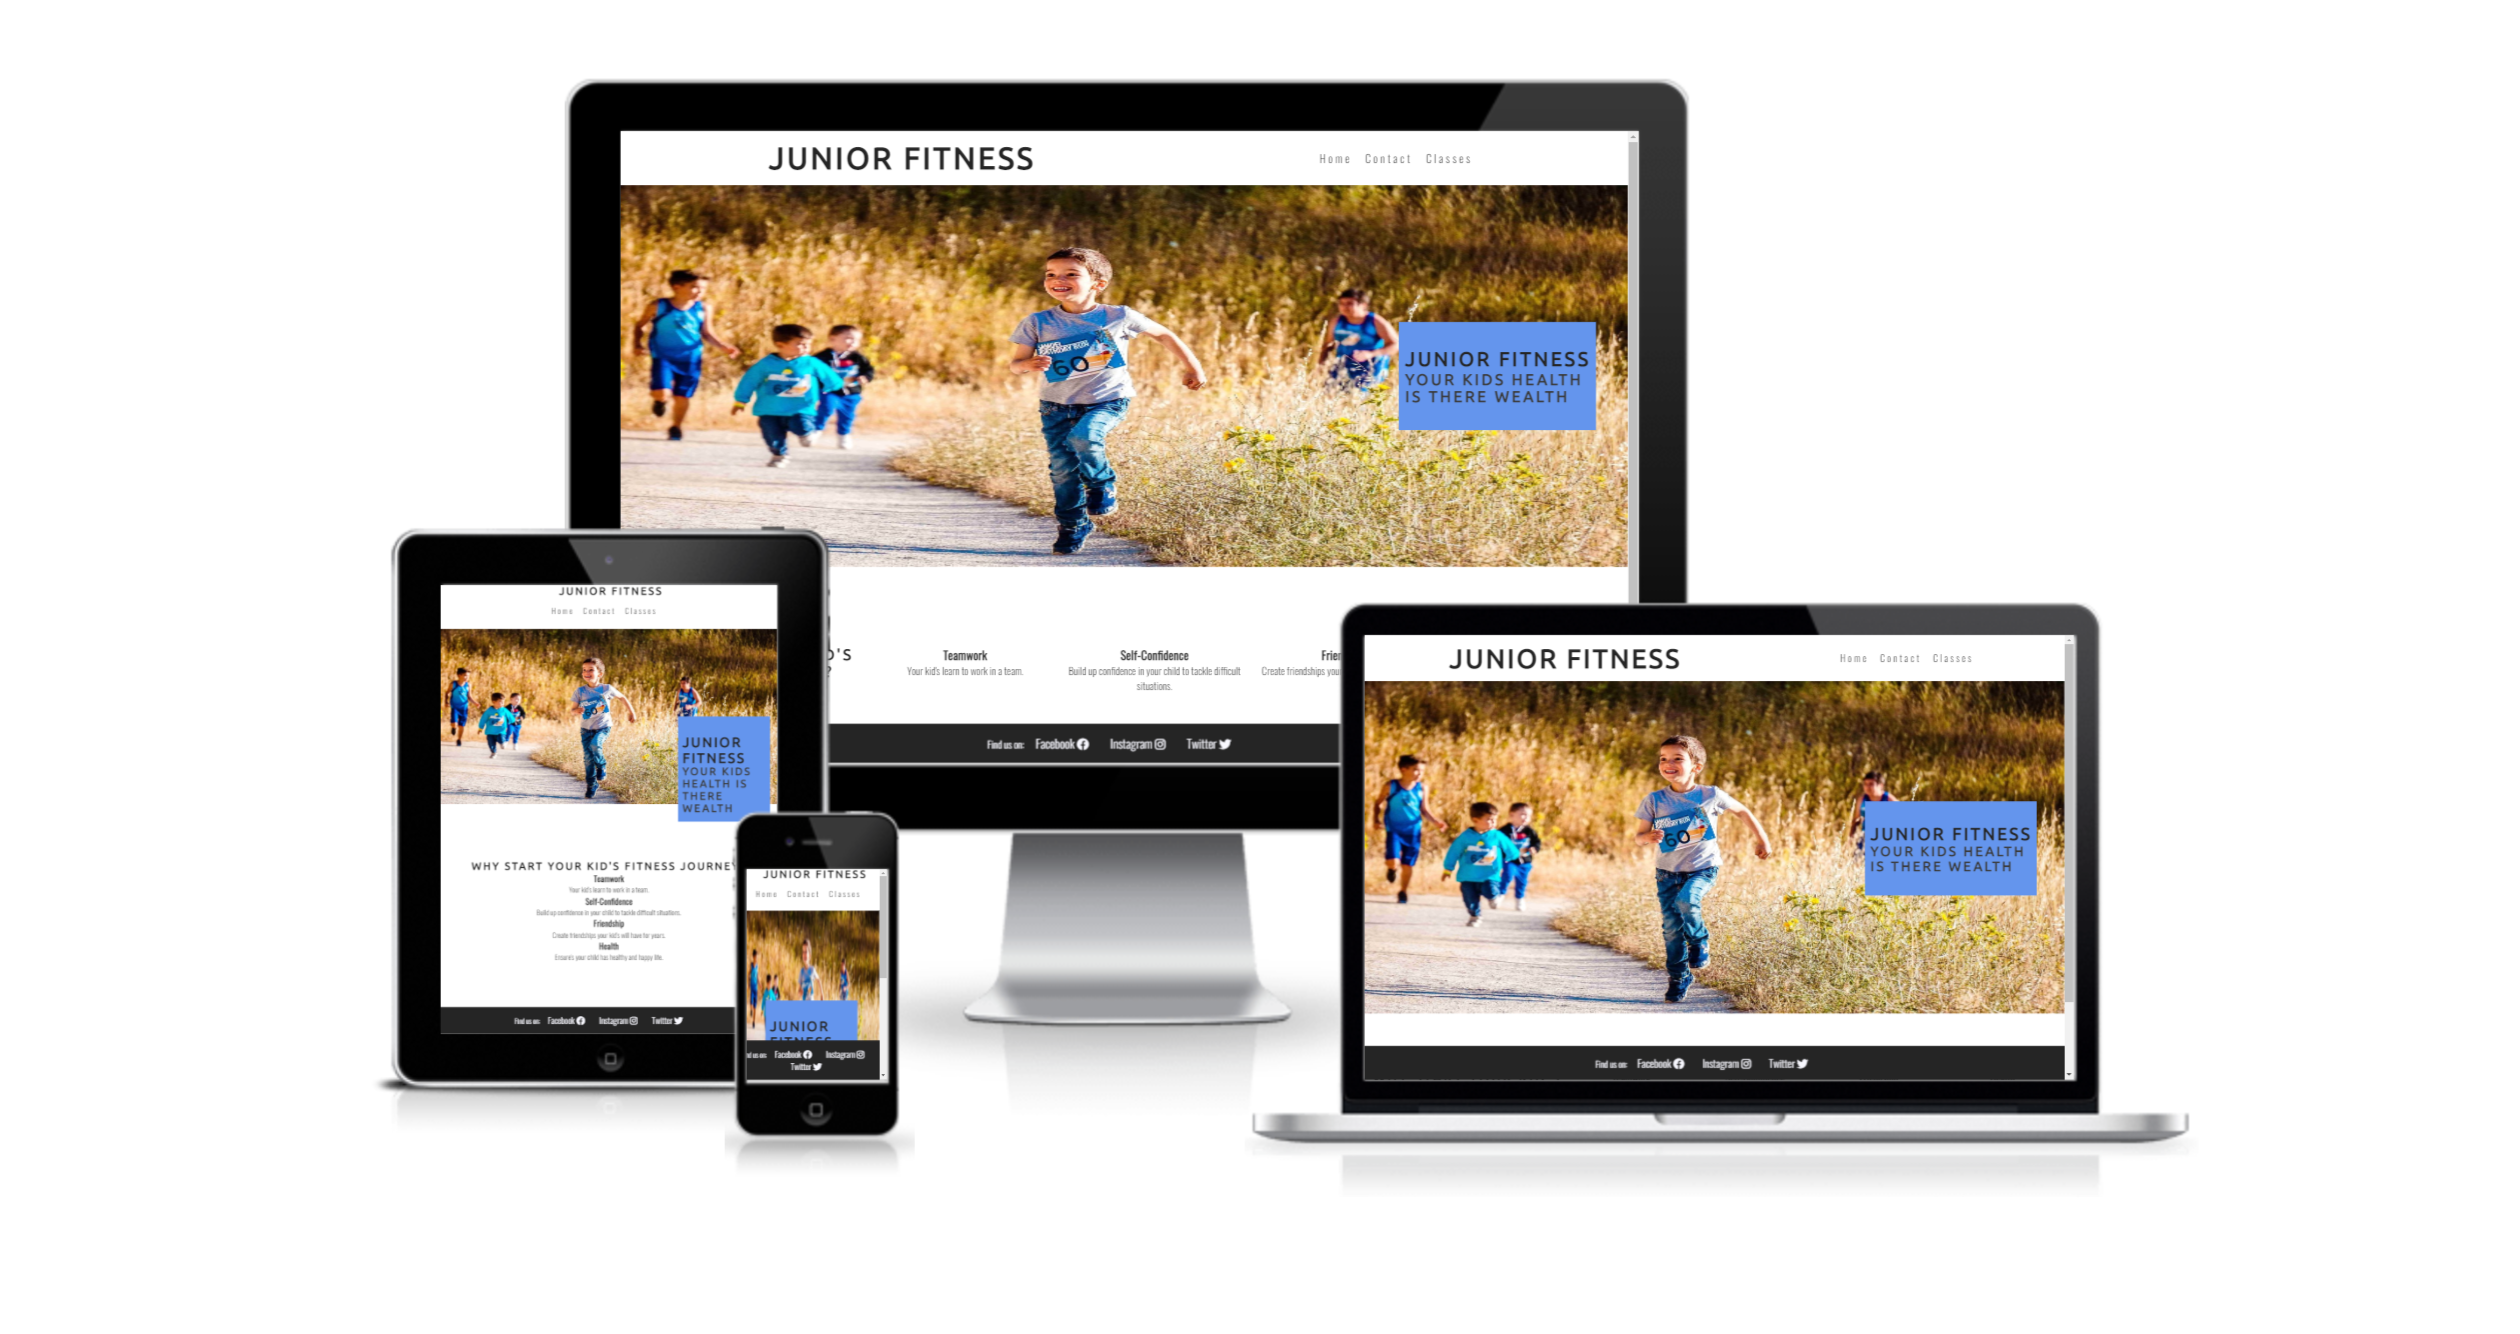 JUNIOR FITNESS
Home Contact Classes
60
JUNIOR FITNESS
YOUR KIDS HEALTH
IS THERE WEALTH
D'S
?
Teamwork
Your kid's learn to work in a team.
Self-Confidence
Build up confidence in your child to tackle difficult
situations.
Frien
Create friendships you
Find us on: Facebook Instagram Twitter
JUNIOR FITNESS
Home Contact Classes
JUNIOR
FITNESS
YOUR KIDS
HEALTH IS
THERE
WEALTH
WHY START YOUR KID'S FITNESS JOURNE
Teamwork
Your kid's learn to work in a team.
Self-Confidence
Build up confidence in your child to tackle difficult situations.
Friendship
Create friendships your kid's will have for years.
Health
Ensure's your child has healthy and happy life.
Find us on: Facebook Instagram Twitter
JUNIOR FITNESS
Home Contact Classes
JUNIOR
FITNESS
d us on: Facebook Instagram
Twitter
JUNIOR FITNESS
Home Contact Classes
60
JUNIOR FITNESS
YOUR KIDS HEALTH
IS THERE WEALTH
Find us on: Facebook Instagram Twitter